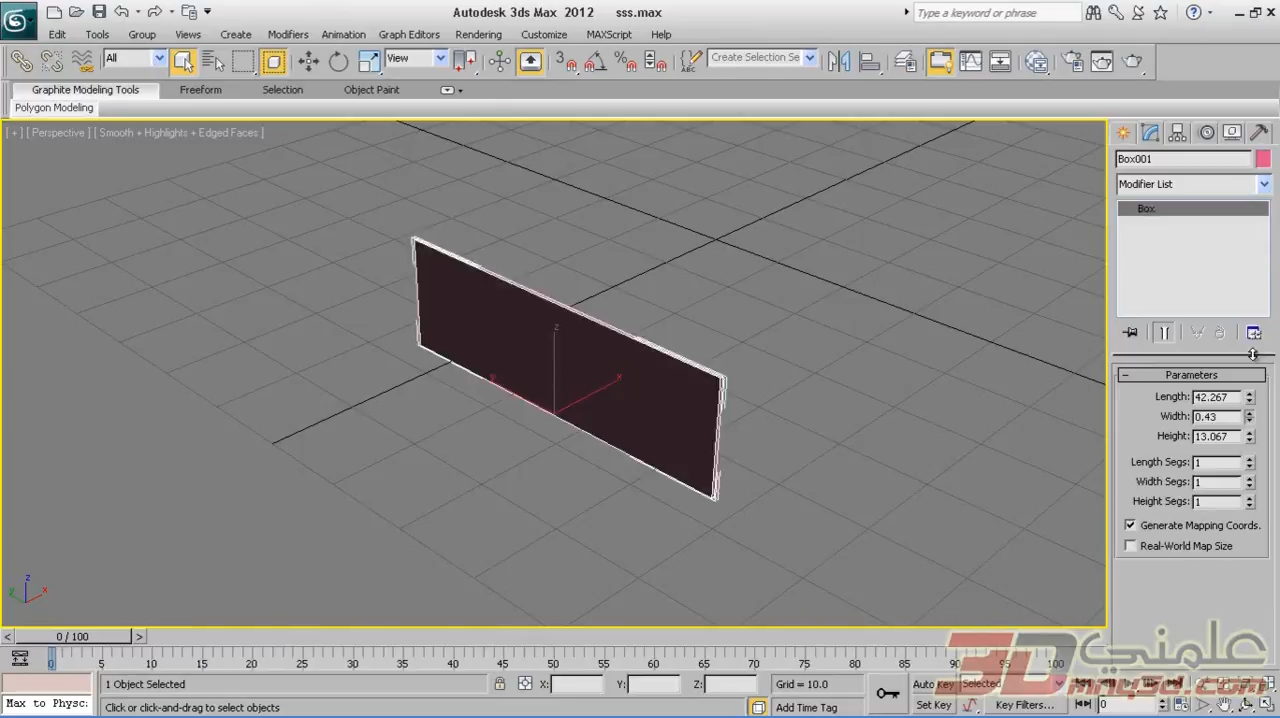 Autodesk 3ds Max 2012 sss.max
Type a keyword or phrase
Edit Tools Group Views Create Modifiers Animation Graph Editors Rendering Customize MAXScript Help
All View 3 Create Selection Se
Graphite Modeling Tools Freeform Selection Object Paint
Polygon Modeling
[ + ] [ Perspective ] [ Smooth + Highlights + Edged Faces ]
Box001
Modifier List
Box
Parameters
Length: 42.267
Width: 0.43
Height: 13.067
Length Segs: 1
Width Segs: 1
Height Segs: 1
Generate Mapping Coords.
Real-World Map Size
z
y x
z
y x
< 0 / 100 >
0 5 10 15 20 25 30 35 40 45 50 55 60 65 70 75 80 85 90 95 100
1 Object Selected X: Y: Z: Grid = 10.0 Auto Key Selected
Max to Physc: Click or click-and-drag to select objects Add Time Tag Set Key Key Filters... 0
علمني
3D